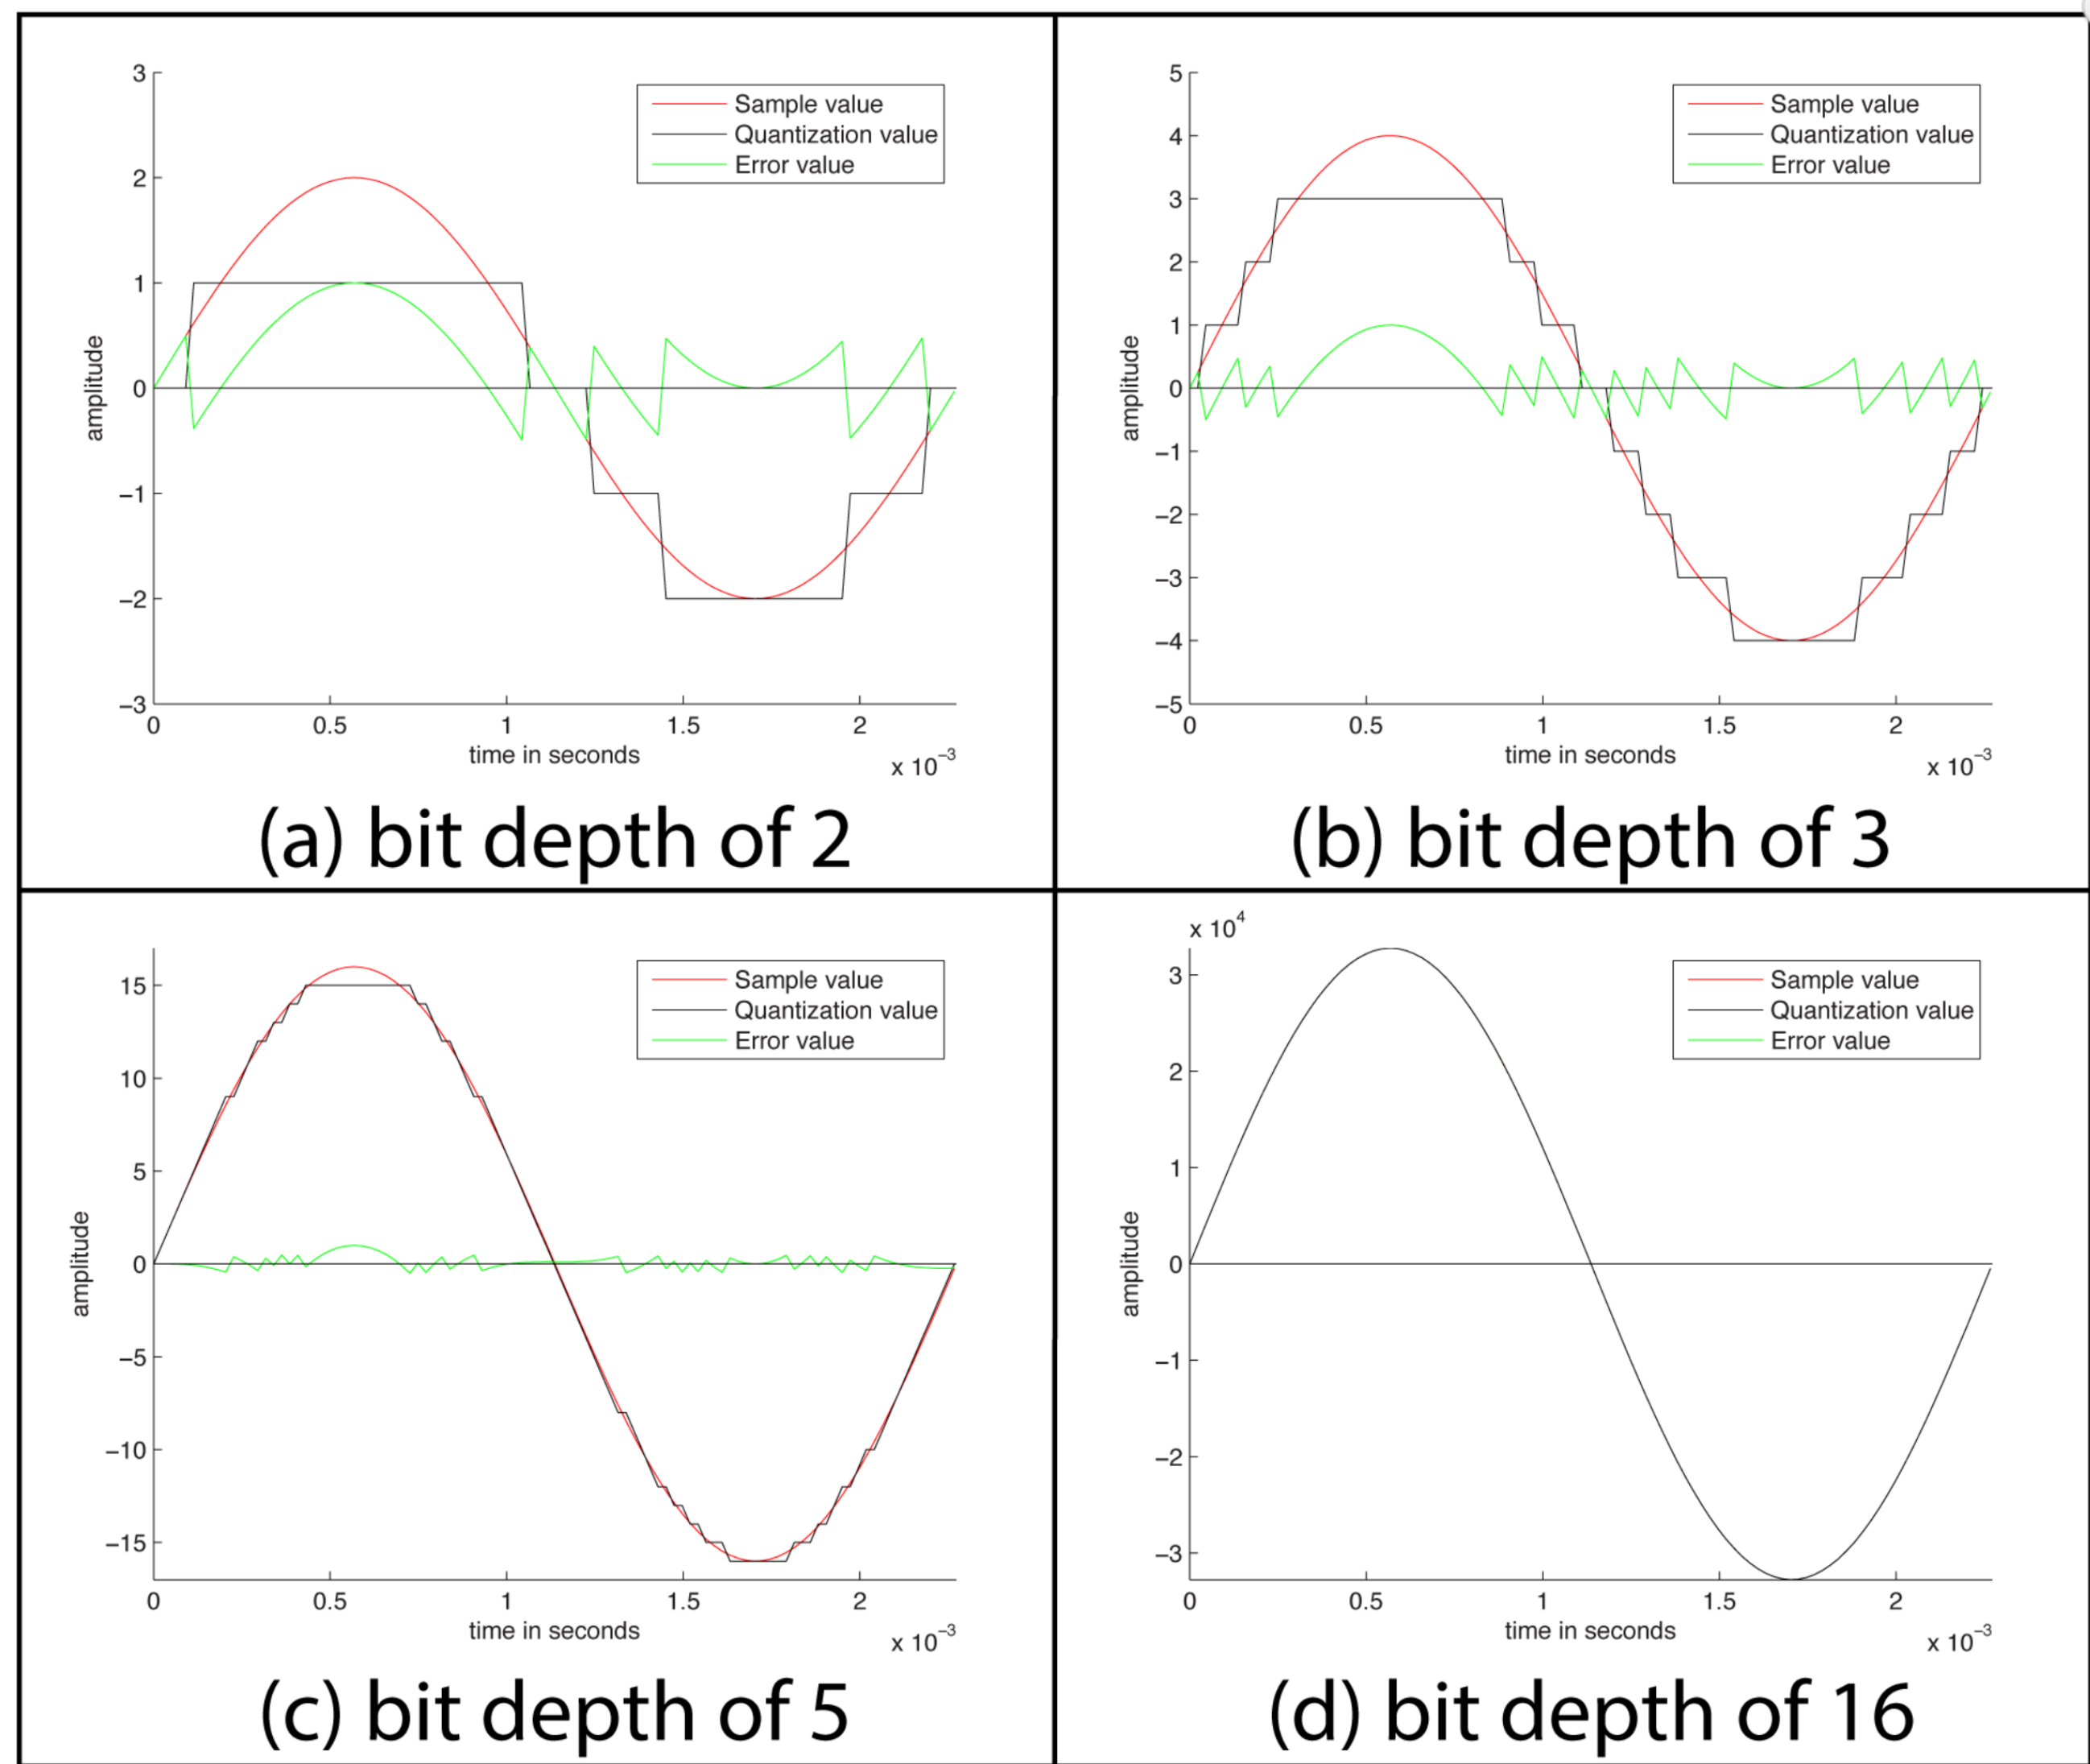 3
2
1
0
−1
−2
−3
amplitude
Sample value
Quantization value
Error value
0 0.5 1 1.5 2
time in seconds
x 10−3
(a) bit depth of 2
5
4
3
2
1
0
−1
−2
−3
−4
−5
amplitude
Sample value
Quantization value
Error value
0 0.5 1 1.5 2
time in seconds
x 10−3
(b) bit depth of 3
15
10
5
0
−5
−10
−15
amplitude
Sample value
Quantization value
Error value
0 0.5 1 1.5 2
time in seconds
x 10−3
(c) bit depth of 5
x 104
3
2
1
0
−1
−2
−3
amplitude
Sample value
Quantization value
Error value
0 0.5 1 1.5 2
time in seconds
x 10−3
(d) bit depth of 16